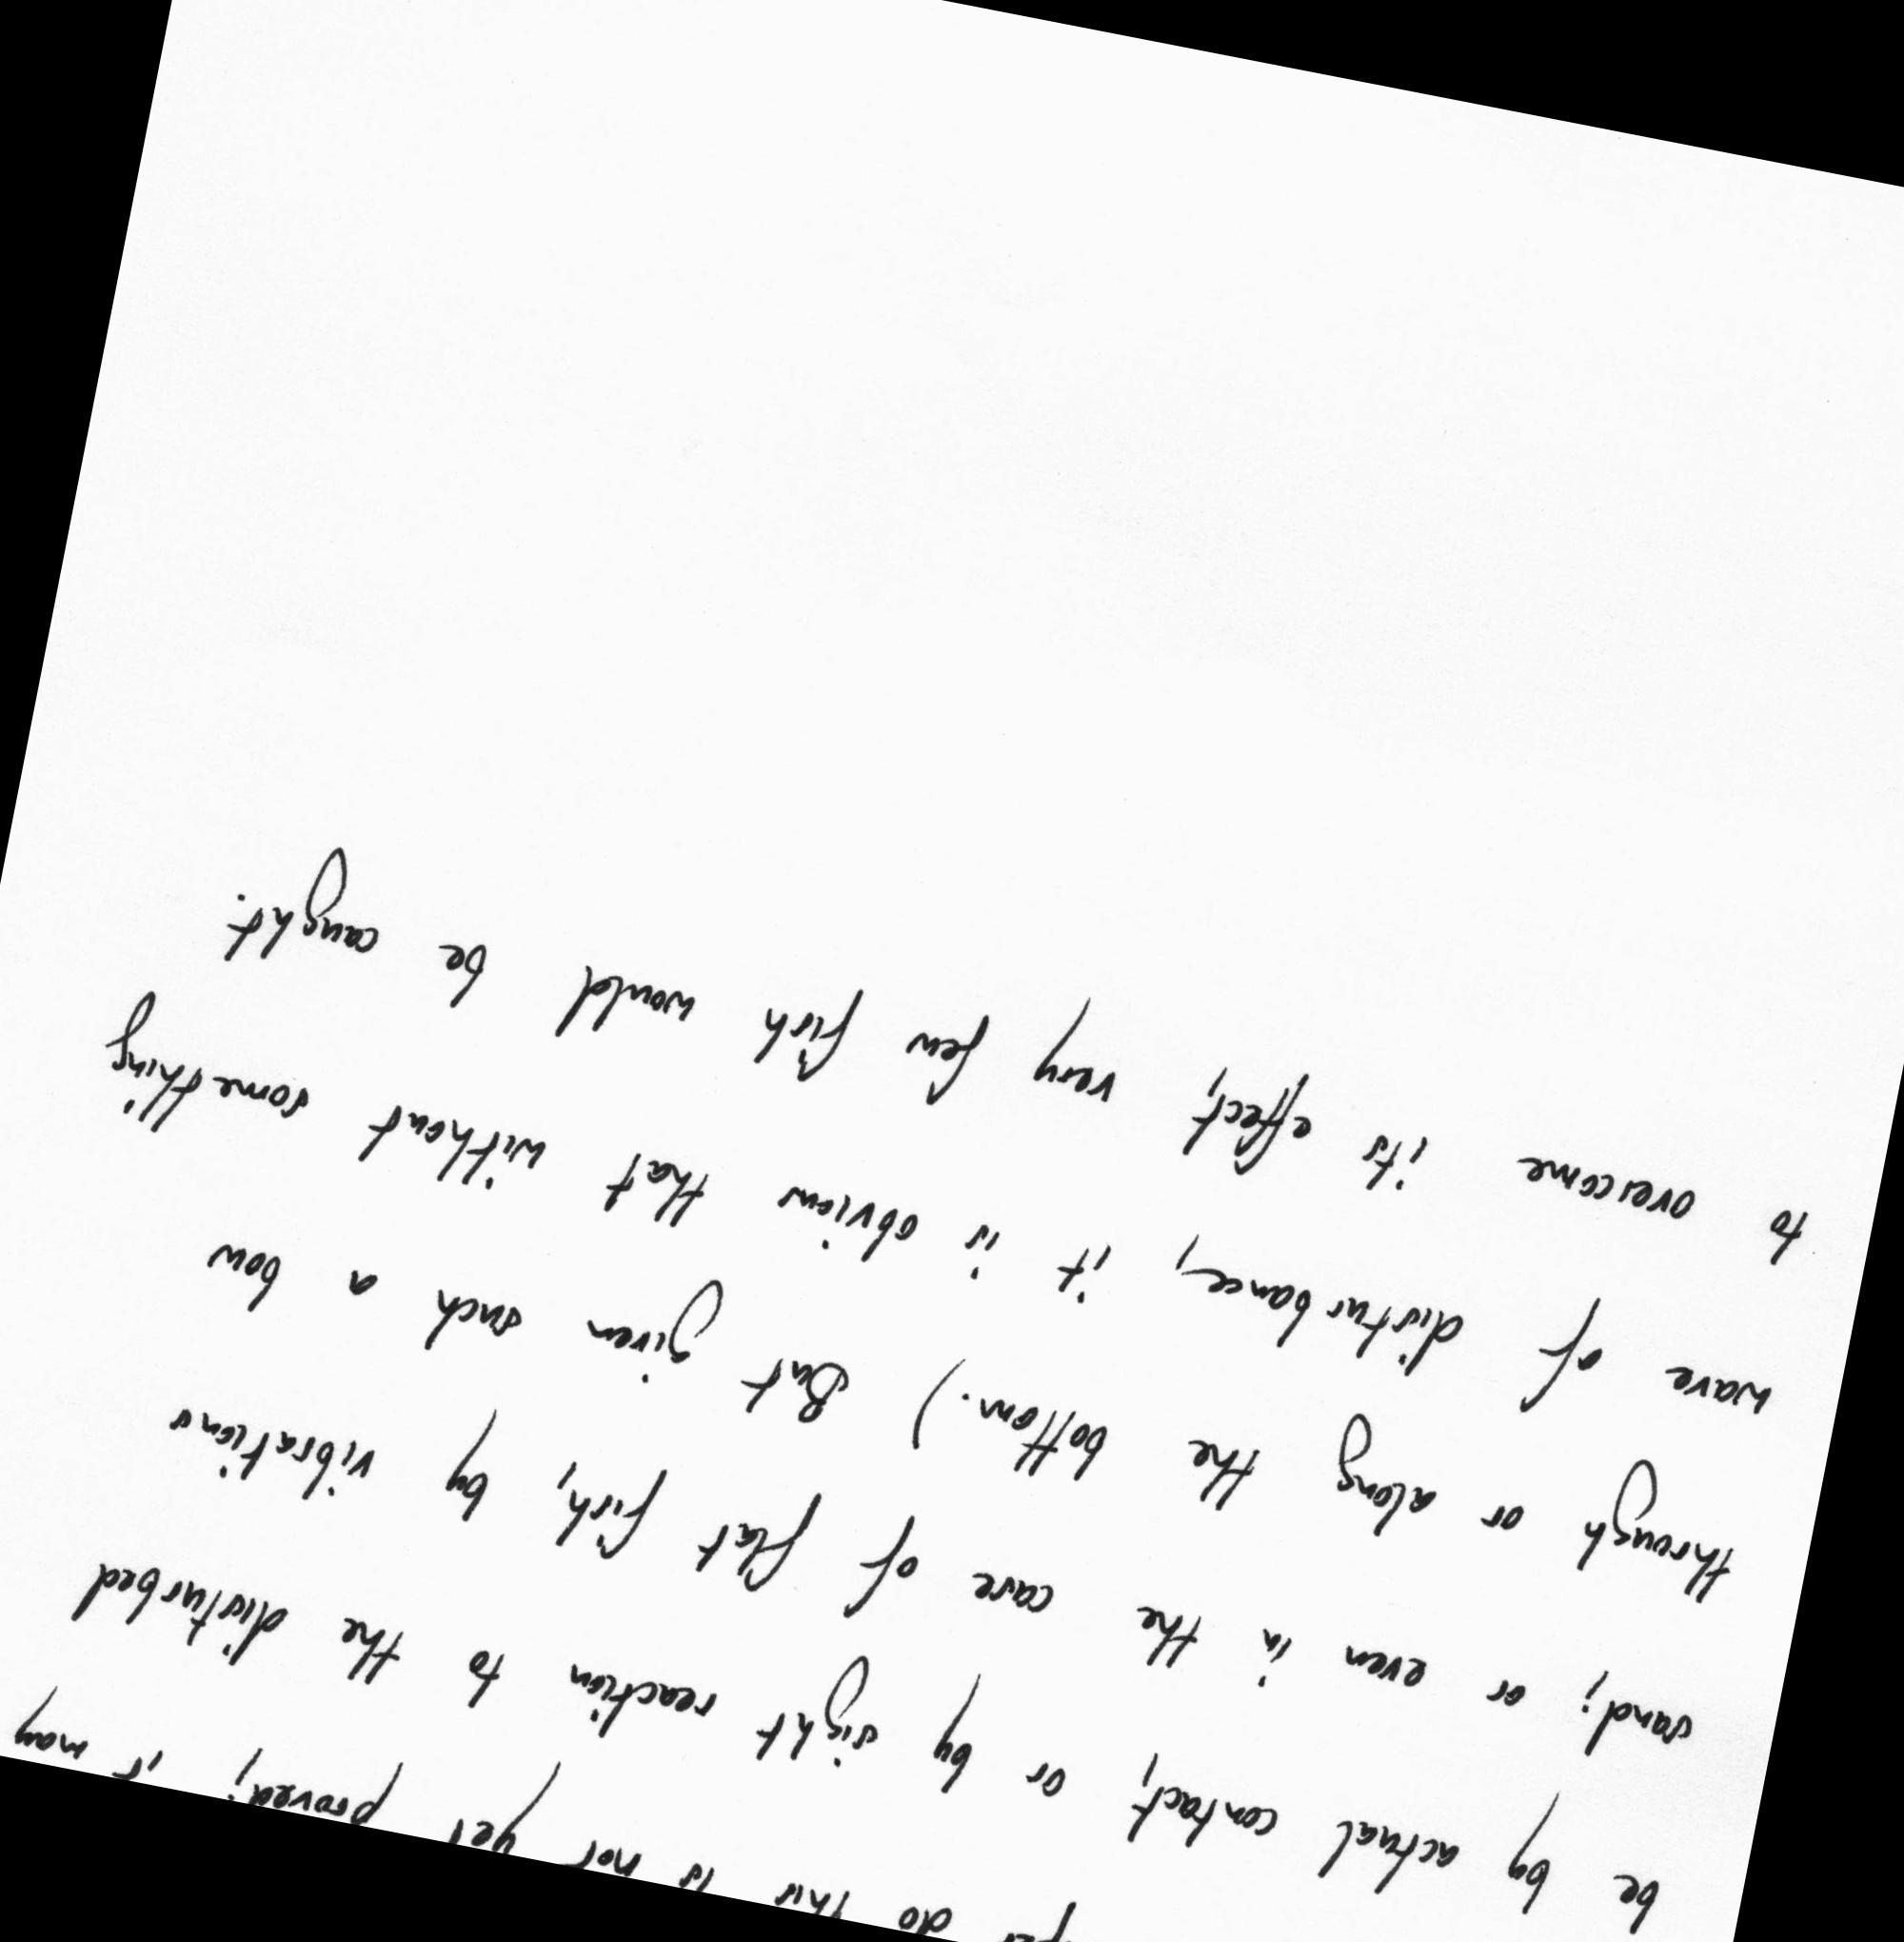 do this is not yet proved; it may
be by actual contact, or by sight reaction to the disturbed
sand; or even in the case of flat fish, by vibrations
through or along the bottom.) But given such a bow
wave of disturbance, it is obvious that without something
to overcome its effect, very few fish would be caught.